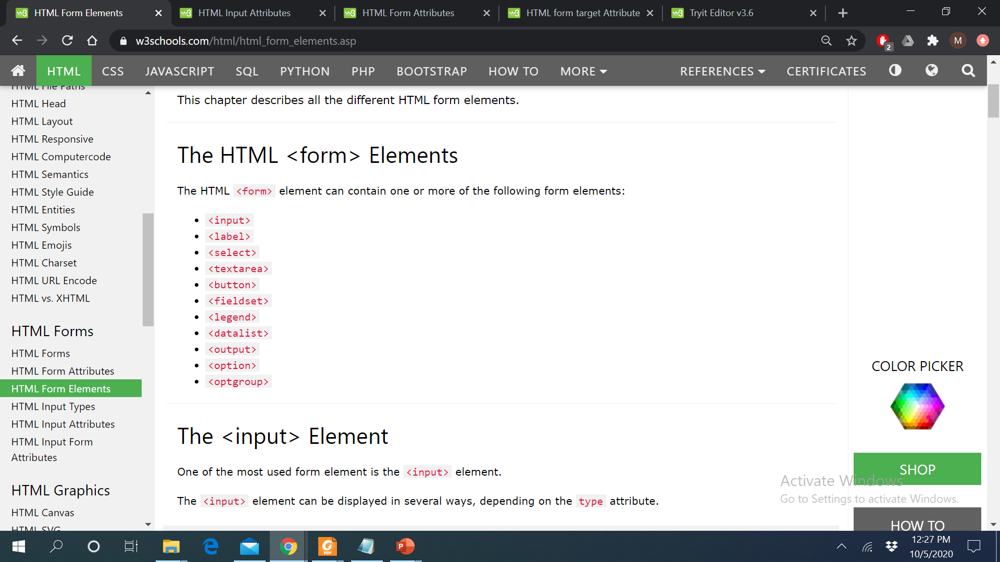 HTML Form Elements
HTML Input Attributes
HTML Form Attributes
HTML form target Attribute
Tryit Editor v3.6
w3schools.com/html/html_form_elements.asp
2
M
HTML CSS JAVASCRIPT SQL PYTHON PHP BOOTSTRAP HOW TO MORE REFERENCES CERTIFICATES
HTML File Paths
HTML Head
HTML Layout
HTML Responsive
HTML Computercode
HTML Semantics
HTML Style Guide
HTML Entities
HTML Symbols
HTML Emojis
HTML Charset
HTML URL Encode
HTML vs. XHTML
HTML Forms
HTML Forms
HTML Form Attributes
HTML Form Elements
HTML Input Types
HTML Input Attributes
HTML Input Form
Attributes
HTML Graphics
HTML Canvas
HTML SVG
This chapter describes all the different HTML form elements.
The HTML <form> Elements
The HTML <form> element can contain one or more of the following form elements:
<input>
<label>
<select>
<textarea>
<button>
<fieldset>
<legend>
<datalist>
<output>
<option>
<optgroup>
The <input> Element
One of the most used form element is the <input> element.
The <input> element can be displayed in several ways, depending on the type attribute.
COLOR PICKER
SHOP
Activate Windows
Go to Settings to activate Windows.
HOW TO
12:27 PM
10/5/2020